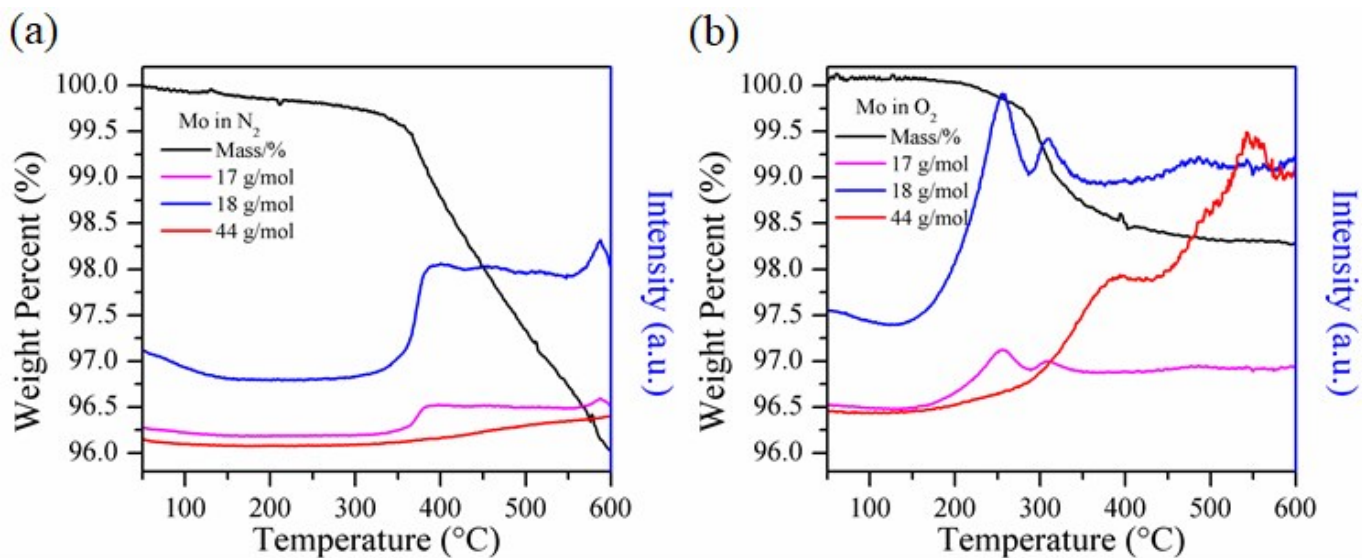 (a)
Weight Percent (%)
100.0
99.5
99.0
98.5
98.0
97.5
97.0
96.5
96.0
Mo in N₂
Mass/%
17 g/mol
18 g/mol
44 g/mol
100
200
300
400
500
600
Temperature (°C)
Intensity (a.u.)
(b)
Weight Percent (%)
100.0
99.5
99.0
98.5
98.0
97.5
97.0
96.5
96.0
Mo in O₂
Mass/%
17 g/mol
18 g/mol
44 g/mol
100
200
300
400
500
600
Temperature (°C)
Intensity (a.u.)